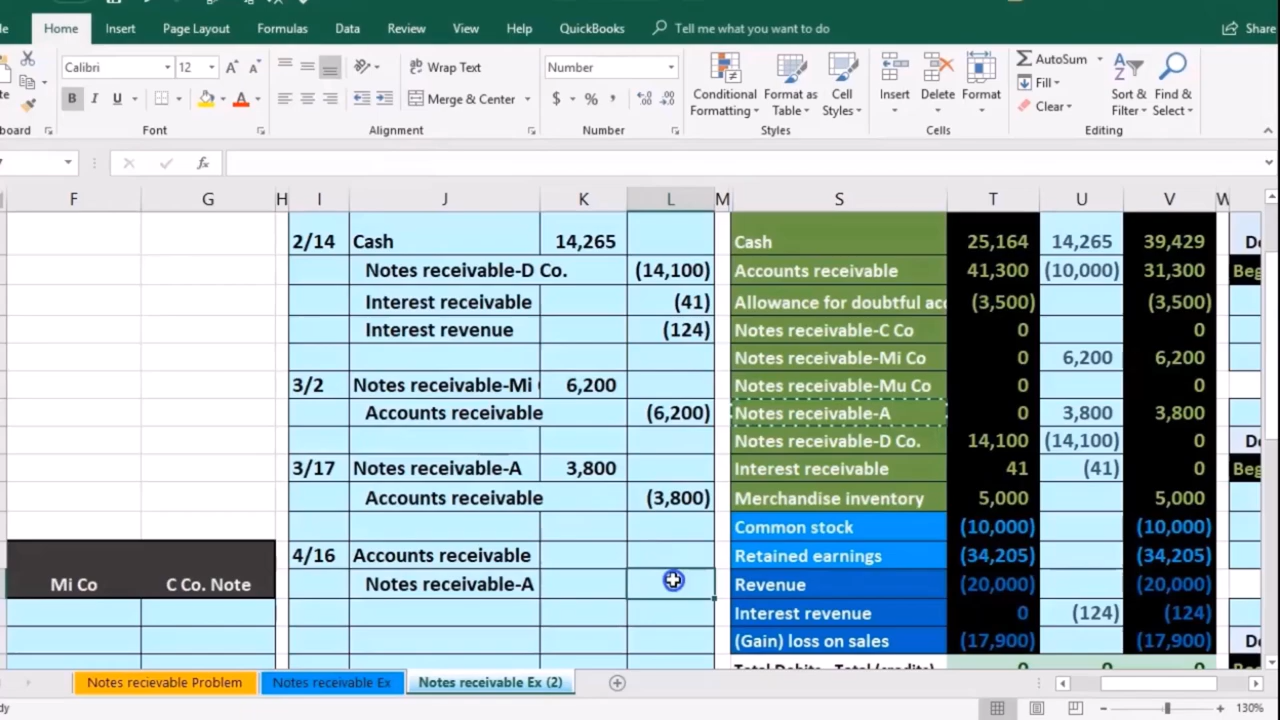 Home Insert Page Layout Formulas Data Review View Help QuickBooks Tell me what you want to do Share
Calibri 12 A A Wrap Text Number AutoSum
B I U A Merge & Center $ % , Conditional Formatting Format as Table Cell Styles Insert Delete Format Fill Clear Sort & Filter Find & Select
board Font Alignment Number Styles Cells Editing
fx
F G H I J K L M S T U V W
2/14 Cash 14,265 Cash 25,164 14,265 39,429
Notes receivable-D Co. (14,100) Accounts receivable 41,300 (10,000) 31,300 Beg
Interest receivable (41) Allowance for doubtful acc (3,500) (3,500)
Interest revenue (124) Notes receivable-C Co 0 0
Notes receivable-Mi Co 0 6,200 6,200
3/2 Notes receivable-Mi 6,200 Notes receivable-Mu Co 0 0
Accounts receivable (6,200) Notes receivable-A 0 3,800 3,800
Notes receivable-D Co. 14,100 (14,100) 0
3/17 Notes receivable-A 3,800 Interest receivable 41 (41) 0 Beg
Accounts receivable (3,800) Merchandise inventory 5,000 5,000
Common stock (10,000) (10,000)
4/16 Accounts receivable Retained earnings (34,205) (34,205)
Mi Co C Co. Note Notes receivable-A Revenue (20,000) (20,000)
Interest revenue 0 (124) (124)
(Gain) loss on sales (17,900) (17,900)
Total Debits - Total (credits) 0 0 0 Beg
Notes recievable Problem Notes receivable Ex Notes receivable Ex (2)
130%